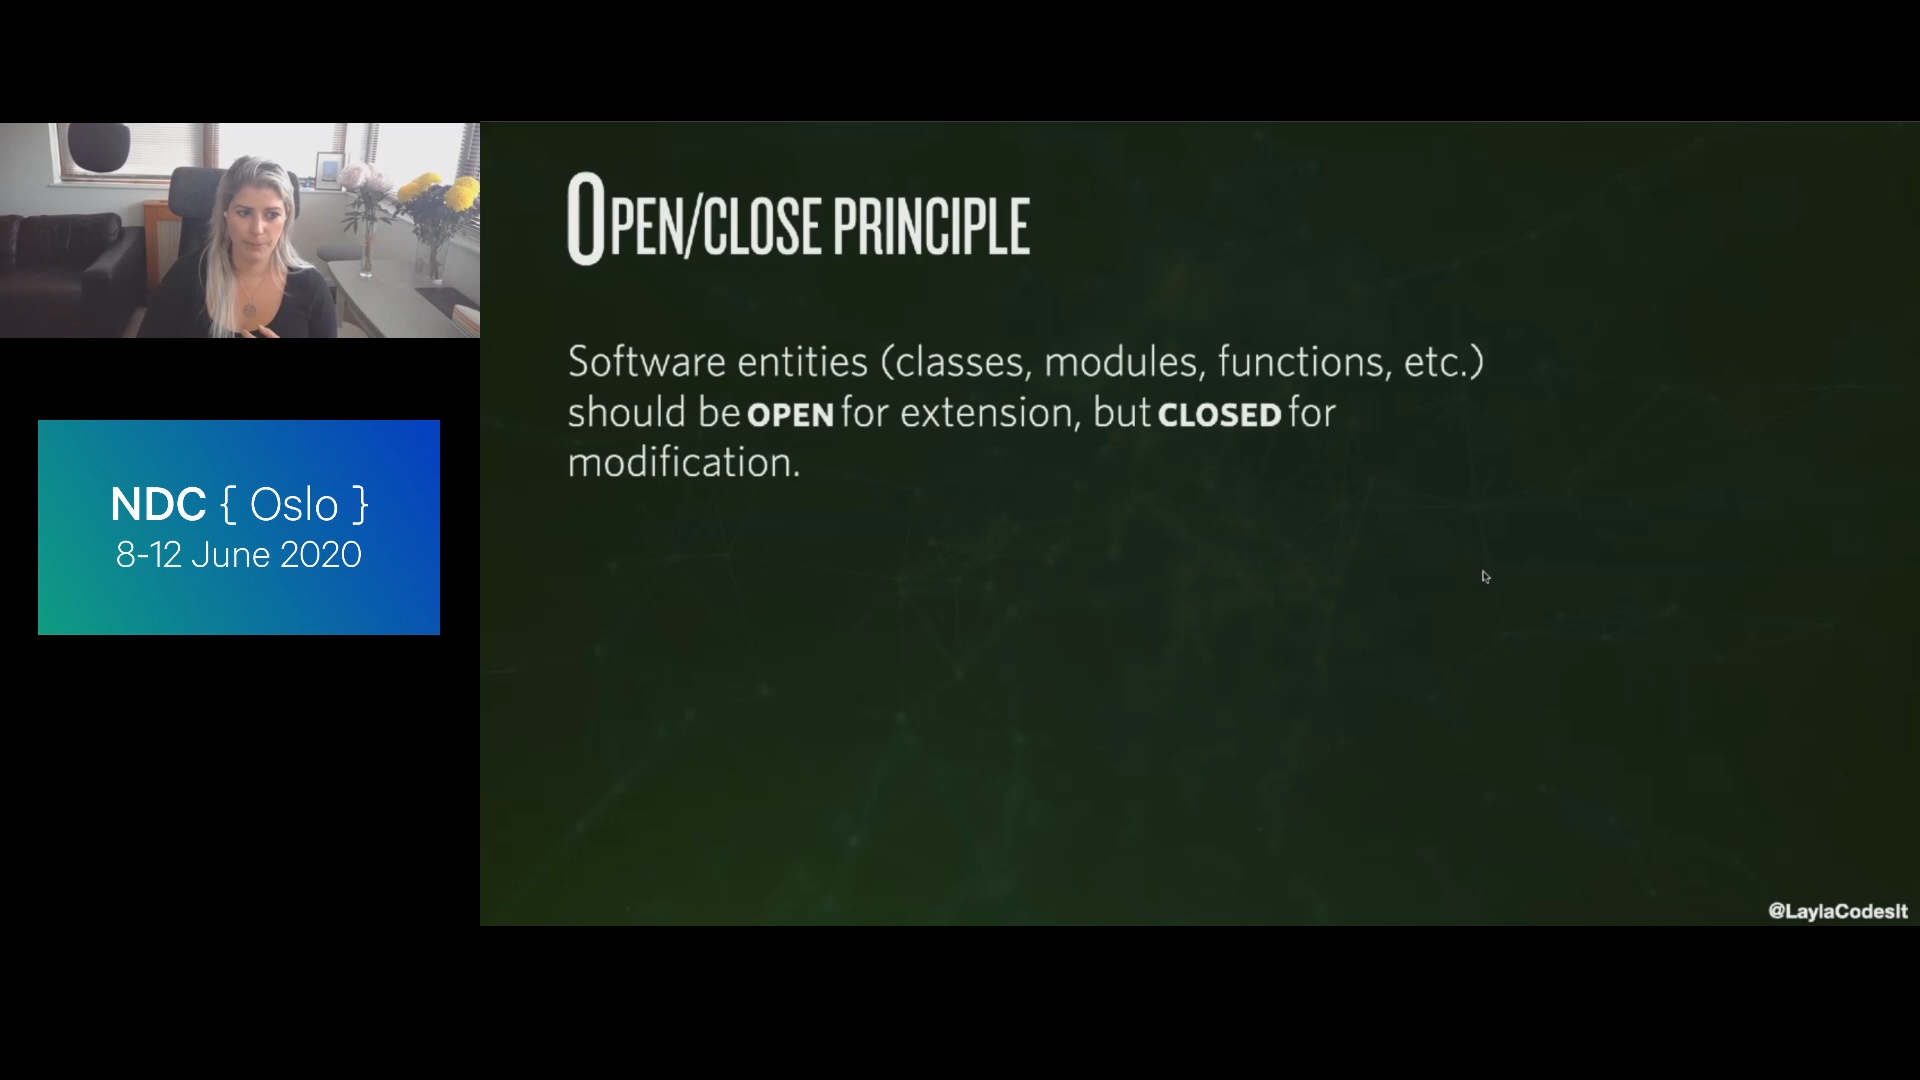 OPEN/CLOSE PRINCIPLE
Software entities (classes, modules, functions, etc.)
should be OPEN for extension, but CLOSED for
modification.
NDC { Oslo }
8-12 June 2020
@LaylaCodesIt